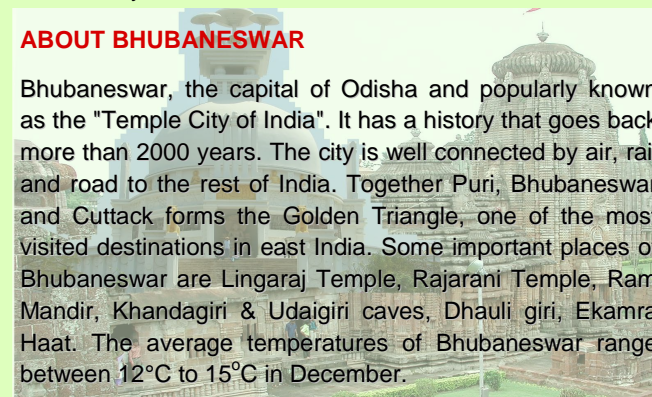 ABOUT BHUBANESWAR
Bhubaneswar, the capital of Odisha and popularly known
as the "Temple City of India". It has a history that goes back
more than 2000 years. The city is well connected by air, rai
and road to the rest of India. Together Puri, Bhubaneswar
and Cuttack forms the Golden Triangle, one of the most
visited destinations in east India. Some important places o
Bhubaneswar are Lingaraj Temple, Rajarani Temple, Ram
Mandir, Khandagiri & Udaigiri caves, Dhauli giri, Ekamra
Haat. The average temperatures of Bhubaneswar range
between 12°C to 15°C in December.